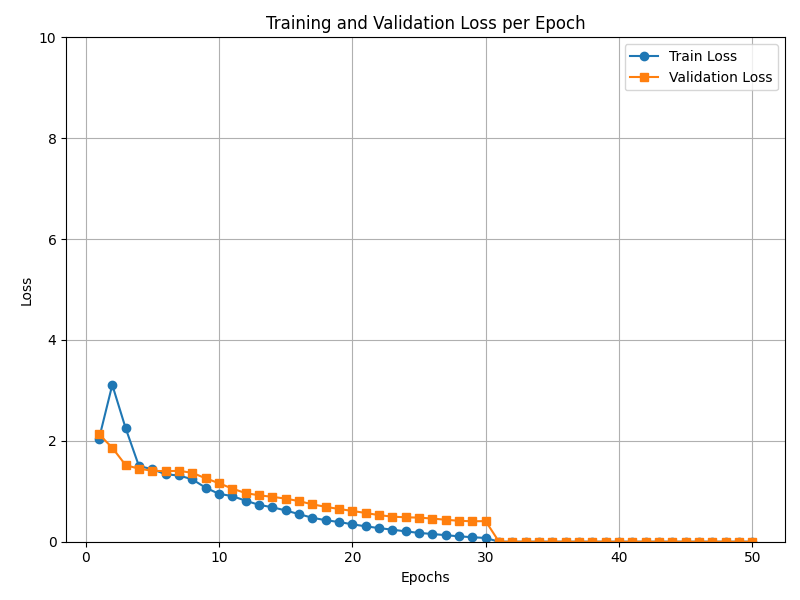 Training and Validation Loss per Epoch
10
8
6
4
2
0
Loss
Train Loss
Validation Loss
0 10 20 30 40 50
Epochs